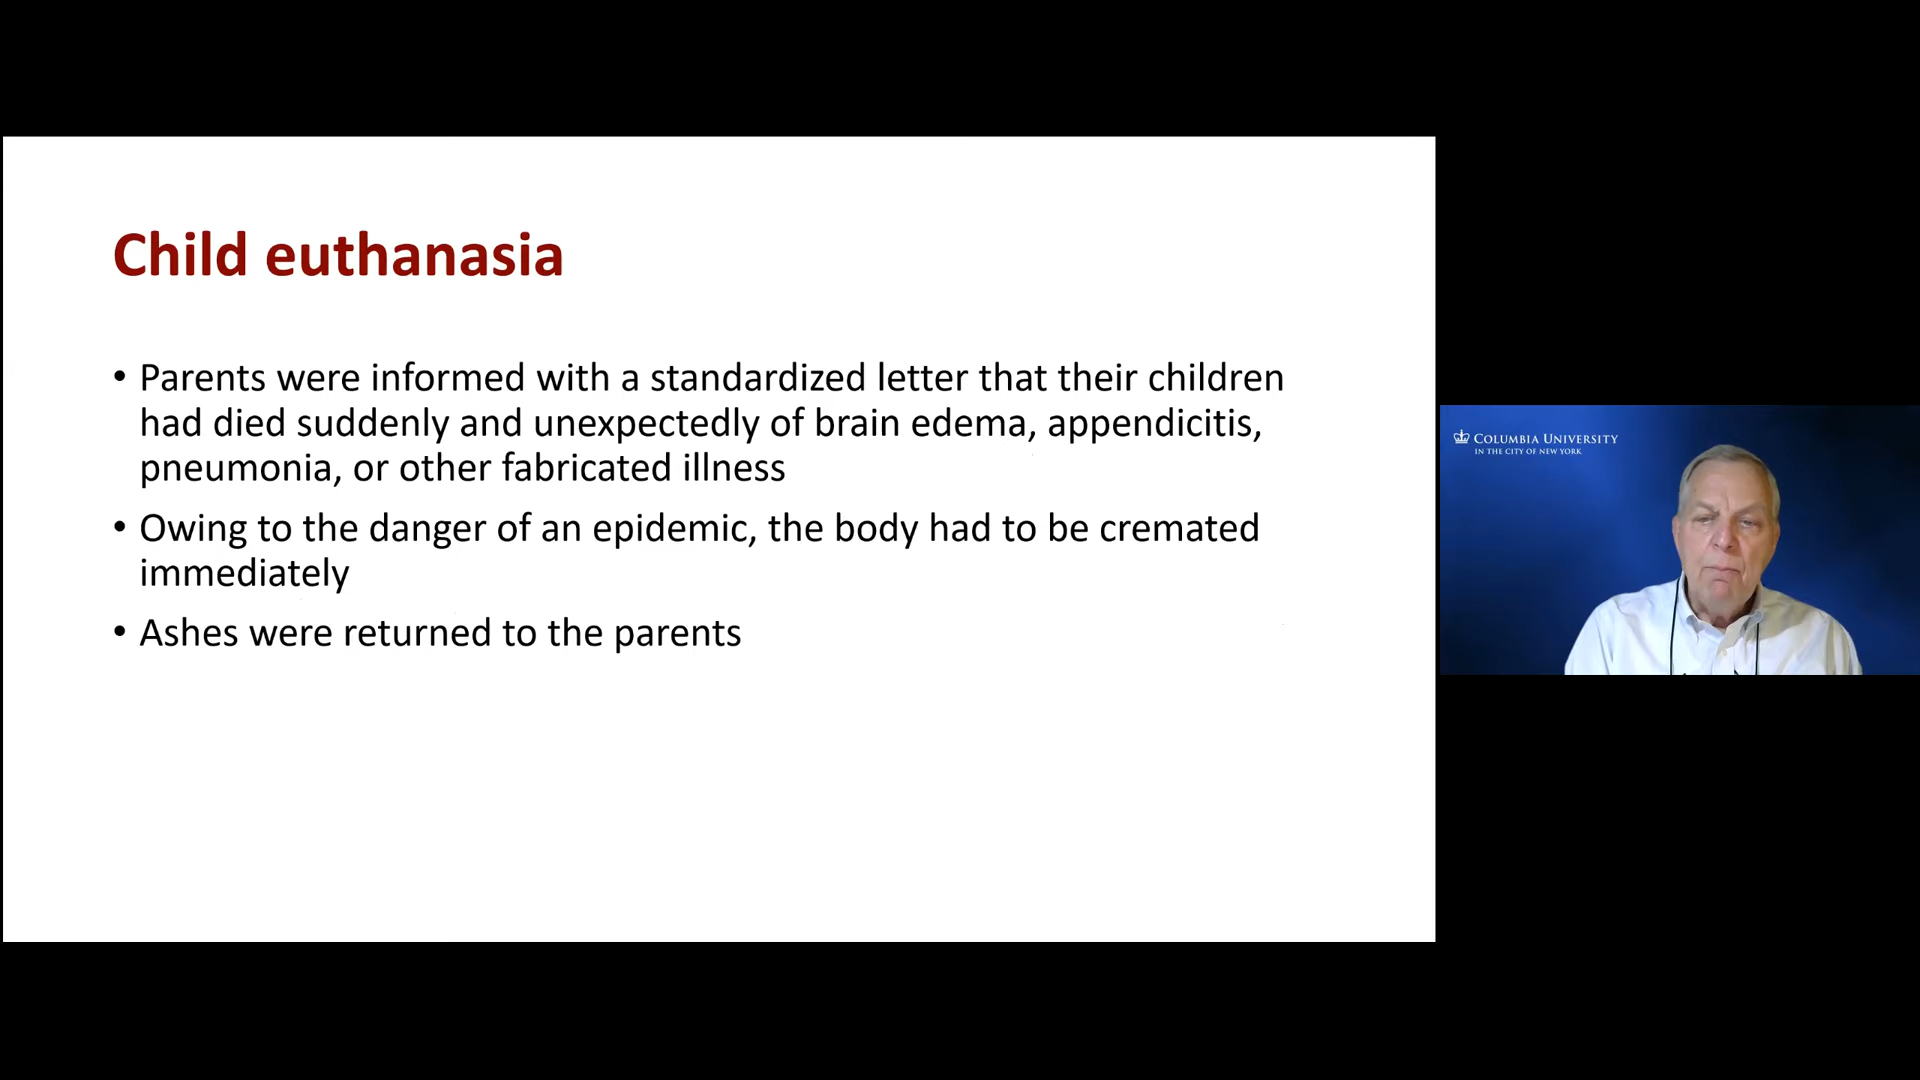 Child euthanasia
• Parents were informed with a standardized letter that their children
had died suddenly and unexpectedly of brain edema, appendicitis,
pneumonia, or other fabricated illness
• Owing to the danger of an epidemic, the body had to be cremated
immediately
• Ashes were returned to the parents
COLUMBIA UNIVERSITY
IN THE CITY OF NEW YORK